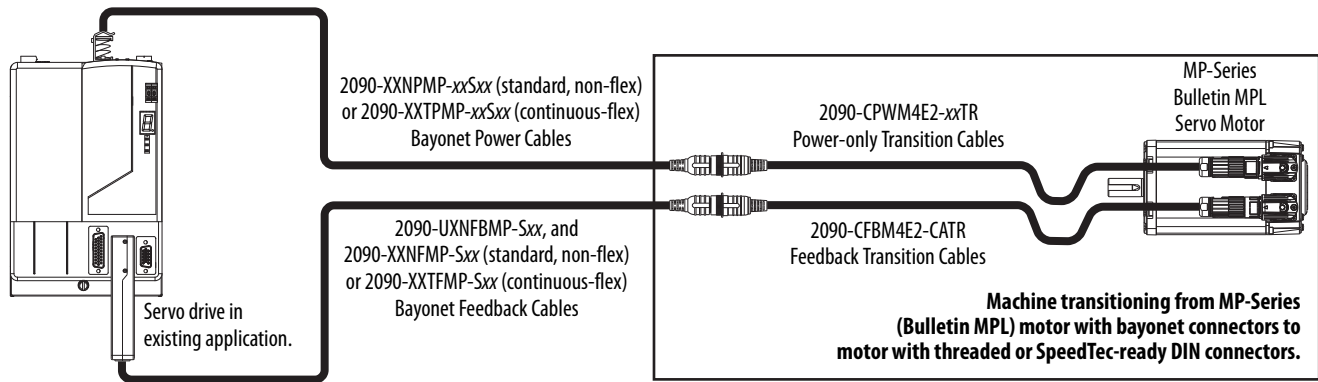 2090-XXNPMP-xxSxx (standard, non-flex)
or 2090-XXTPMP-xxSxx (continuous-flex)
Bayonet Power Cables
2090-CPWM4E2-xxTR
Power-only Transition Cables
MP-Series
Bulletin MPL
Servo Motor
2090-UXNFBMP-Sxx, and
2090-XXNFMP-Sxx (standard, non-flex)
or 2090-XXTFMP-Sxx (continuous-flex)
Bayonet Feedback Cables
2090-CFBM4E2-CATR
Feedback Transition Cables
Servo drive in
existing application.
Machine transitioning from MP-Series
(Bulletin MPL) motor with bayonet connectors to
motor with threaded or SpeedTec-ready DIN connectors.